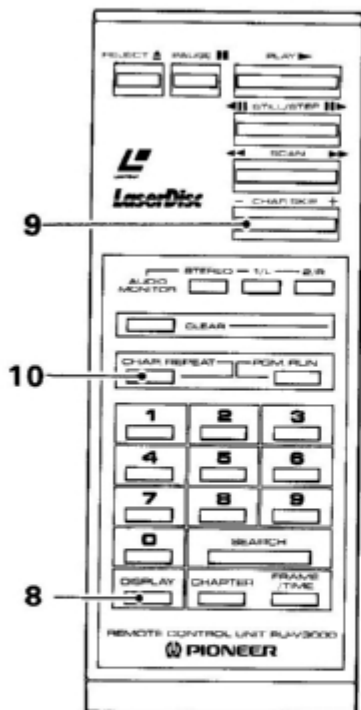 REJECT ▲ PAUSE ❚❚ PLAY ▶
◀❚❚ STILL/STEP ❚❚▶
◀◀ SCAN ▶▶
LaserDisc
− CHAP. SKIP +
9
AUDIO MONITOR STEREO 1/L 2/R
CLEAR
CHAP. REPEAT PGM RUN
10
1 2 3
4 5 6
7 8 9
0 SEARCH
DISPLAY CHAPTER FRAME/TIME
8
REMOTE CONTROL UNIT RU-V3000
PIONEER